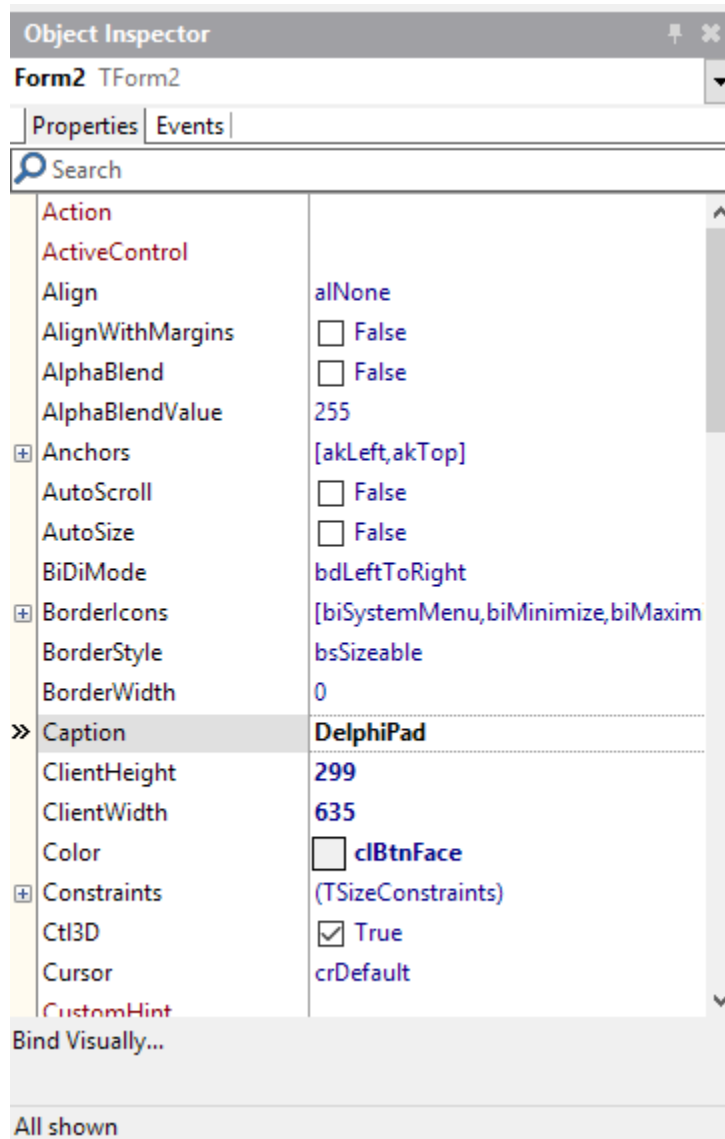 Object Inspector
Form2 TForm2
Properties Events
Search
Action
ActiveControl
Align alNone
AlignWithMargins False
AlphaBlend False
AlphaBlendValue 255
Anchors [akLeft,akTop]
AutoScroll False
AutoSize False
BiDiMode bdLeftToRight
BorderIcons [biSystemMenu,biMinimize,biMaxim
BorderStyle bsSizeable
BorderWidth 0
Caption DelphiPad
ClientHeight 299
ClientWidth 635
Color clBtnFace
Constraints (TSizeConstraints)
Ctl3D True
Cursor crDefault
CustomHint
Bind Visually...
All shown